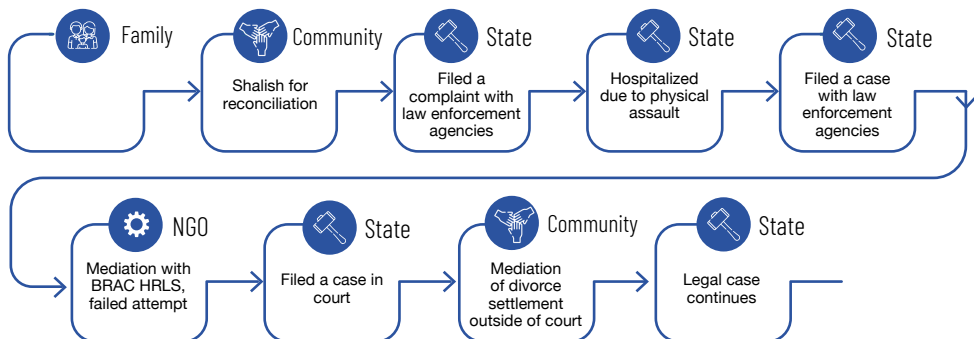 Family
Community
Shalish for
reconciliation
State
Filed a
complaint with
law enforcement
agencies
State
Hospitalized
due to physical
assault
State
Filed a case
with law
enforcement
agencies
NGO
Mediation with
BRAC HRLS,
failed attempt
State
Filed a case in
court
Community
Mediation
of divorce
settlement
outside of court
State
Legal case
continues